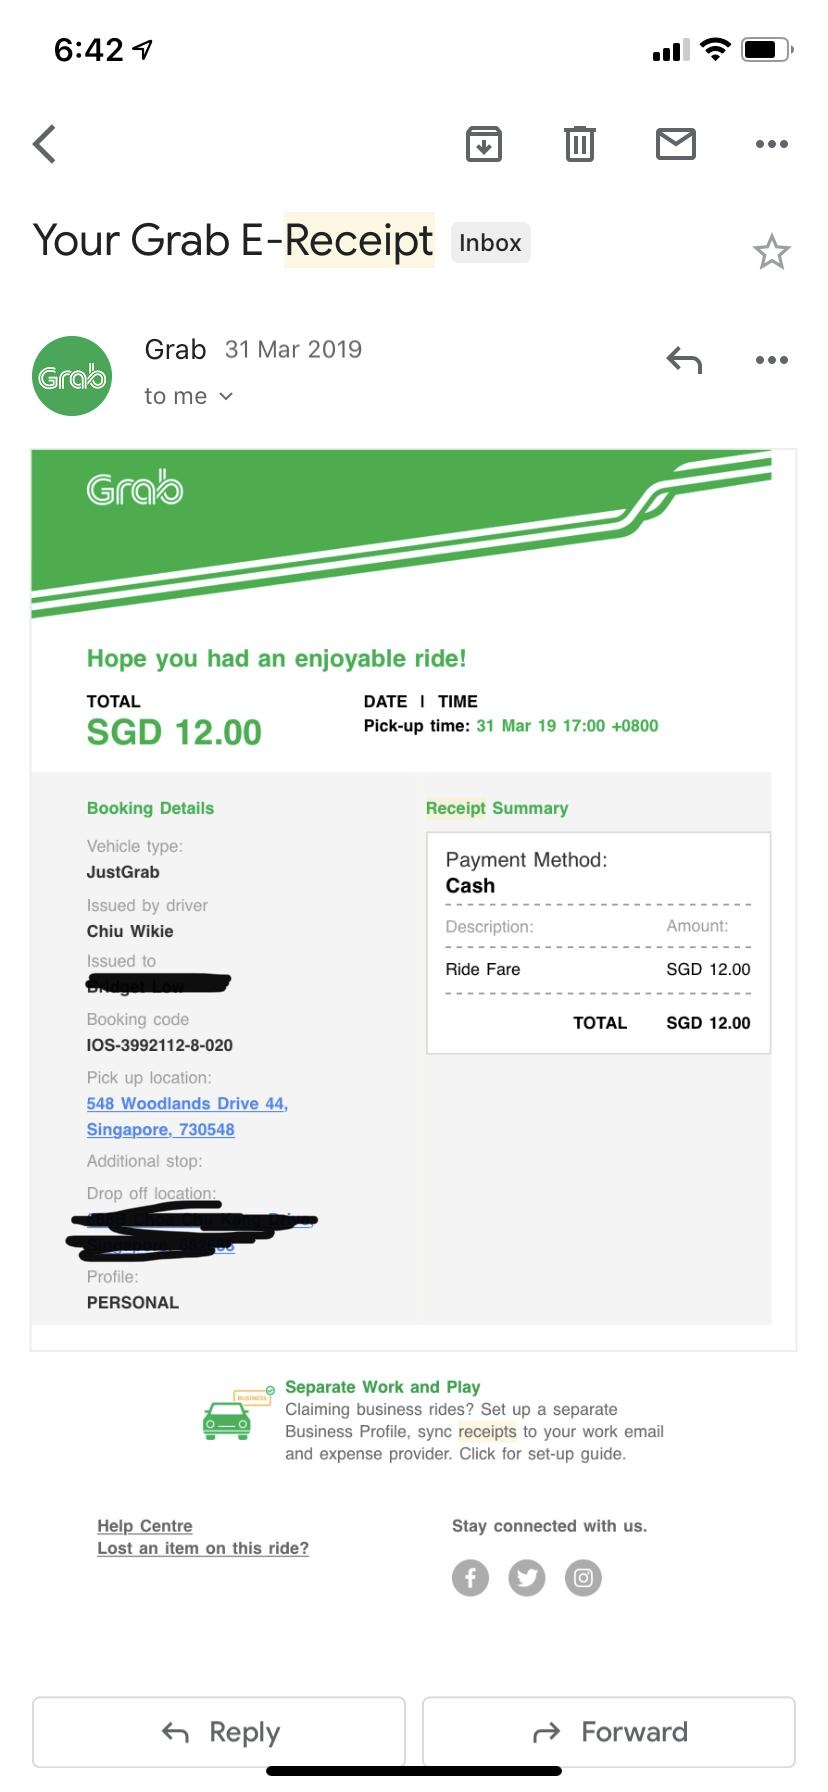 6:42
Your Grab E-Receipt Inbox
Grab 31 Mar 2019
Grab
to me
Grab
Hope you had an enjoyable ride!
TOTAL
SGD 12.00
DATE | TIME
Pick-up time: 31 Mar 19 17:00 +0800
Booking Details
Vehicle type:
JustGrab
Issued by driver
Chiu Wikie
Issued to
Booking code
IOS-3992112-8-020
Pick up location:
548 Woodlands Drive 44,
Singapore, 730548
Additional stop:
Drop off location:
Profile:
PERSONAL
Receipt Summary
Payment Method:
Cash
Description: Amount:
Ride Fare SGD 12.00
TOTAL SGD 12.00
BUSINESS
Separate Work and Play
Claiming business rides? Set up a separate
Business Profile, sync receipts to your work email
and expense provider. Click for set-up guide.
Help Centre
Lost an item on this ride?
Stay connected with us.
Reply
Forward